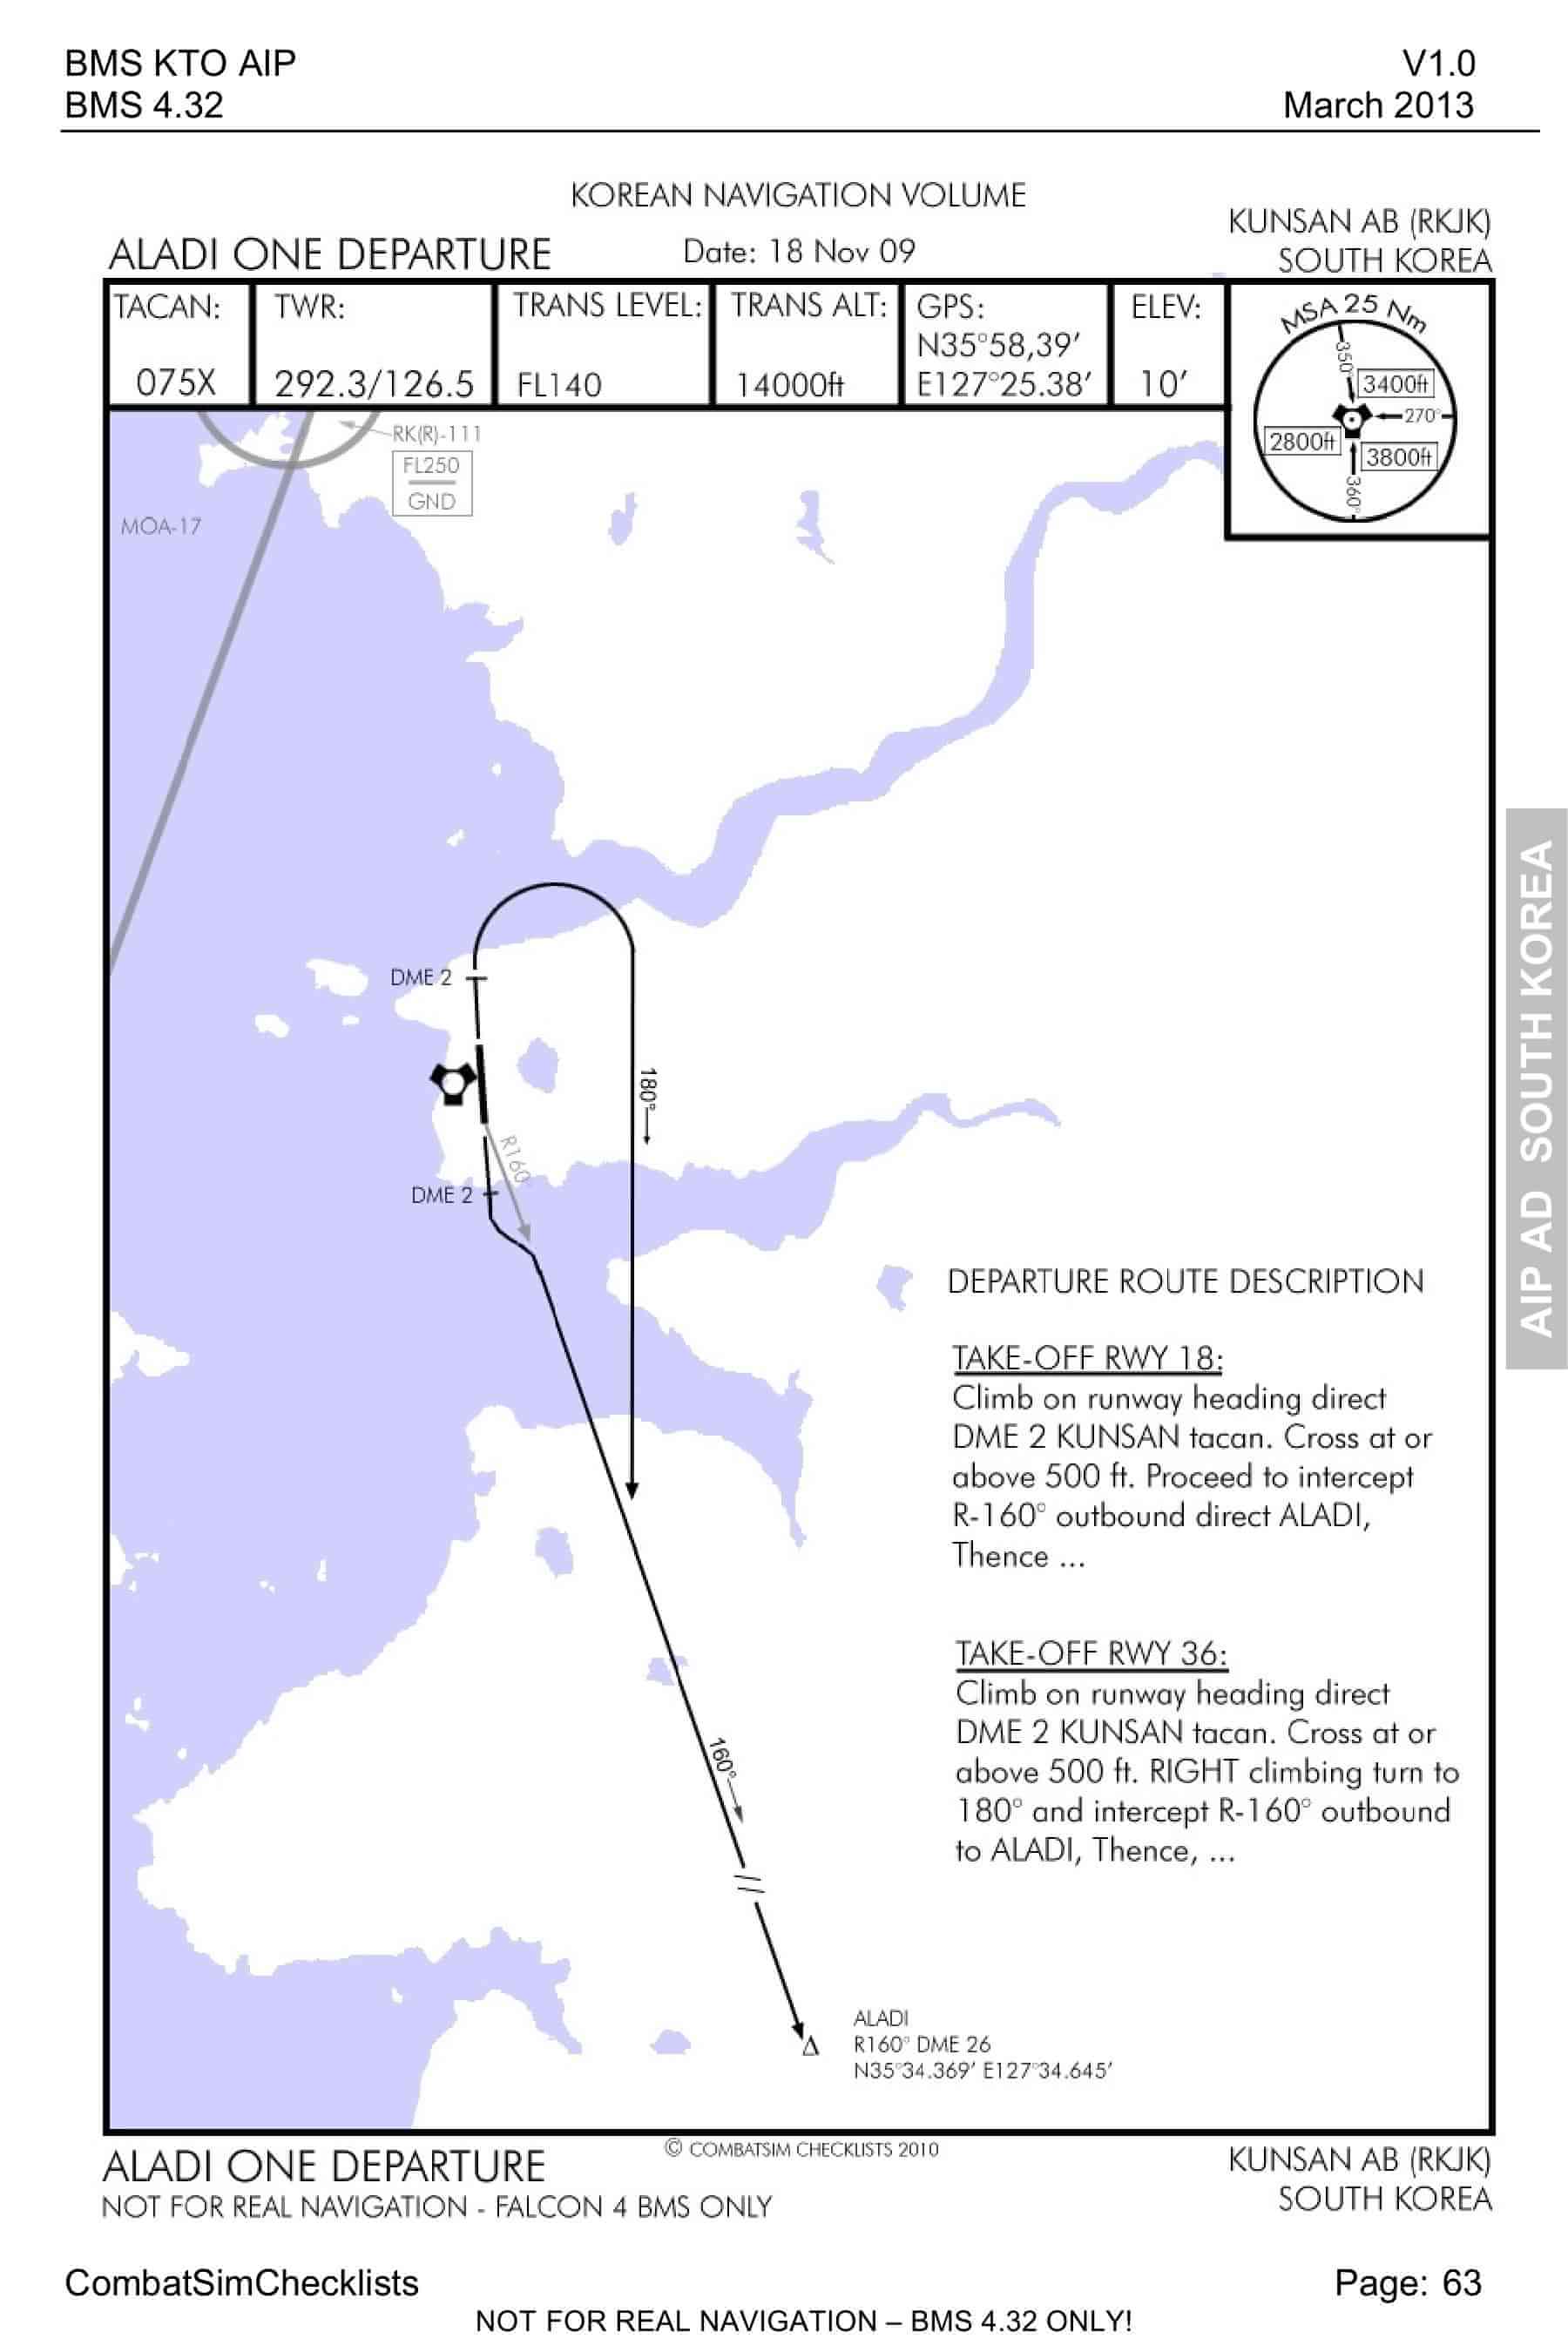 BMS KTO AIP
V1.0
BMS 4.32
March 2013
KOREAN NAVIGATION VOLUME
KUNSAN AB (RKJK)
ALADI ONE DEPARTURE
Date: 18 Nov 09
SOUTH KOREA
TACAN:
075X
TWR:
292.3/126.5
TRANS LEVEL:
FL140
TRANS ALT:
14000ft
GPS:
N35°58,39’
E127°25.38’
ELEV:
10’
MSA 25 Nm
350°
3400ft
270°
2800ft
3800ft
360°
RK(R)-111
FL250
GND
MOA-17
DME 2
180°
R160°
DME 2
DEPARTURE ROUTE DESCRIPTION
TAKE-OFF RWY 18:
Climb on runway heading direct
DME 2 KUNSAN tacan. Cross at or
above 500 ft. Proceed to intercept
R-160° outbound direct ALADI,
Thence ...
TAKE-OFF RWY 36:
Climb on runway heading direct
DME 2 KUNSAN tacan. Cross at or
above 500 ft. RIGHT climbing turn to
180° and intercept R-160° outbound
to ALADI, Thence, ...
160°
ALADI
R160° DME 26
N35°34.369’ E127°34.645’
AIP AD SOUTH KOREA
ALADI ONE DEPARTURE
© COMBATSIM CHECKLISTS 2010
KUNSAN AB (RKJK)
NOT FOR REAL NAVIGATION - FALCON 4 BMS ONLY
SOUTH KOREA
CombatSimChecklists
Page: 63
NOT FOR REAL NAVIGATION – BMS 4.32 ONLY!